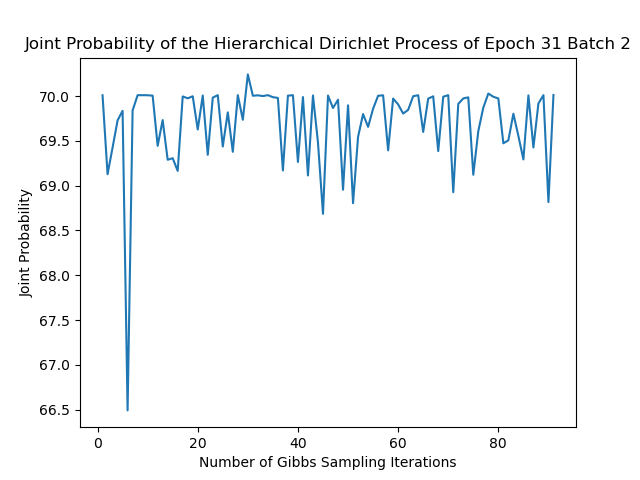 Joint Probability of the Hierarchical Dirichlet Process of Epoch 31 Batch 2
Joint Probability
70.0
69.5
69.0
68.5
68.0
67.5
67.0
66.5
0 20 40 60 80
Number of Gibbs Sampling Iterations